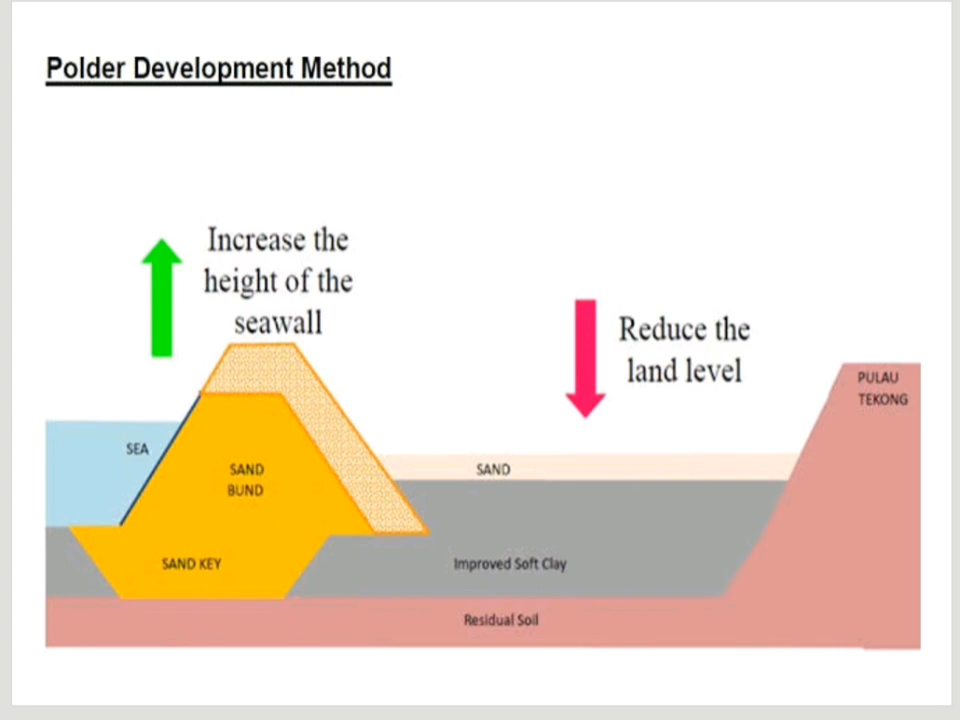 Polder Development Method
Increase the
height of the
seawall
Reduce the
land level
PULAU
TEKONG
SEA
SAND
BUND
SAND
SAND KEY
Improved Soft Clay
Residual Soil